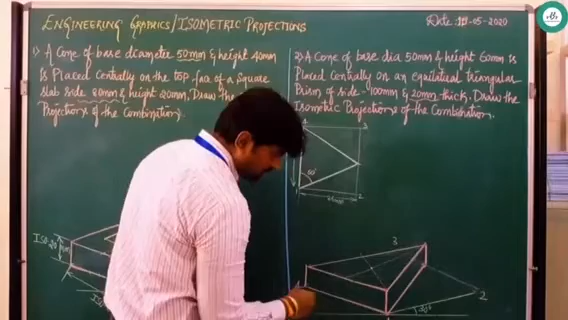 ENGINEERING GRAPHICS/ISOMETRIC PROJECTIONS
Date: -05-2020
1) A Cone of base diameter 50mm & height 40mm
is Placed Centrally on the top face of a Square
slab side 80mm & height 20mm. Draw the
Projections of the Combination.
2) A Cone of base dia 50mm & height 60mm is
Placed Centrally on an equilateral triangular
Prism of side 100mm & 20mm thick. Draw the
Isometric Projections of the Combination.
60°
1
2
3
2
30°